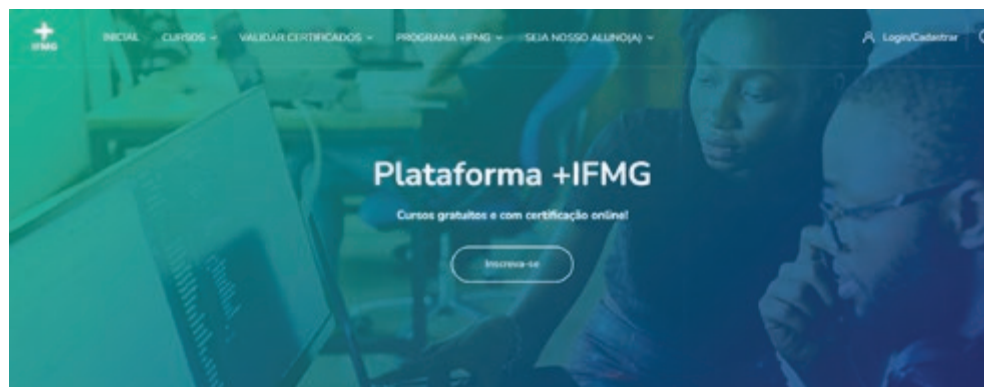 +
IFMG
INICIAL CURSOS VALIDAR CERTIFICADOS PROGRAMA +IFMG SEJA NOSSO ALUNO(A) Login/Cadastrar
Plataforma +IFMG
Cursos gratuitos e com certificação online!
Inscreva-se